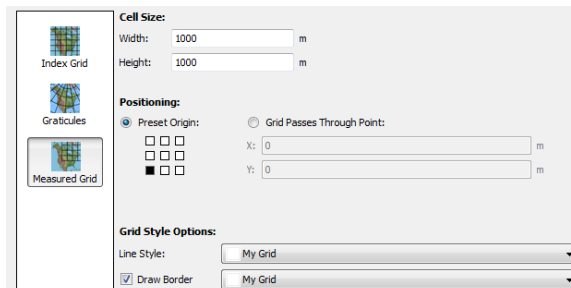 Cell Size:
Width: 1000 m
Index Grid
Height: 1000 m
Positioning:
Graticules
Preset Origin: Grid Passes Through Point:
X: 0 m
Measured Grid
Y: 0 m
Grid Style Options:
Line Style: My Grid
Draw Border My Grid